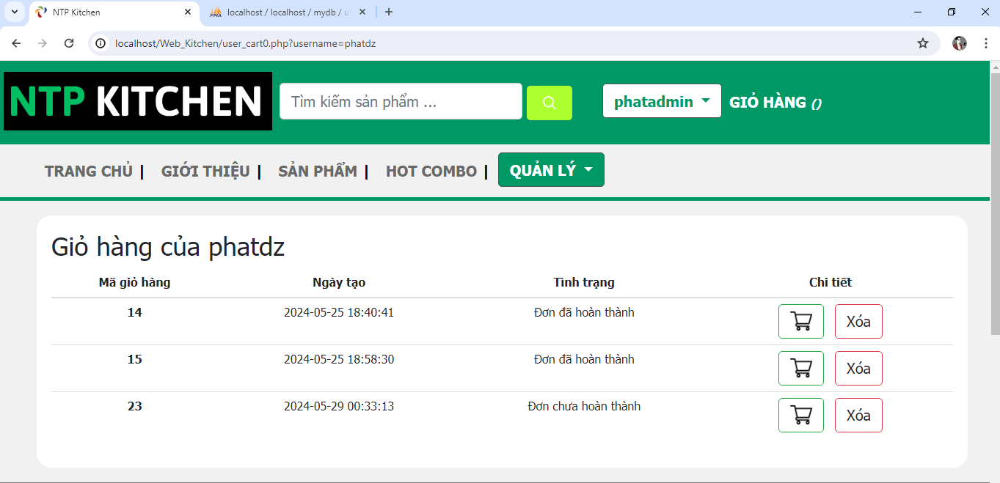 NTP Kitchen
localhost / localhost / mydb / u
localhost/Web_Kitchen/user_cart0.php?username=phatdz
NTP KITCHEN Tìm kiếm sản phẩm ... phatadmin GIỎ HÀNG ()
TRANG CHỦ | GIỚI THIỆU | SẢN PHẨM | HOT COMBO | QUẢN LÝ
Giỏ hàng của phatdz
Mã giỏ hàng Ngày tạo Tình trạng Chi tiết
14 2024-05-25 18:40:41 Đơn đã hoàn thành Xóa
15 2024-05-25 18:58:30 Đơn đã hoàn thành Xóa
23 2024-05-29 00:33:13 Đơn chưa hoàn thành Xóa